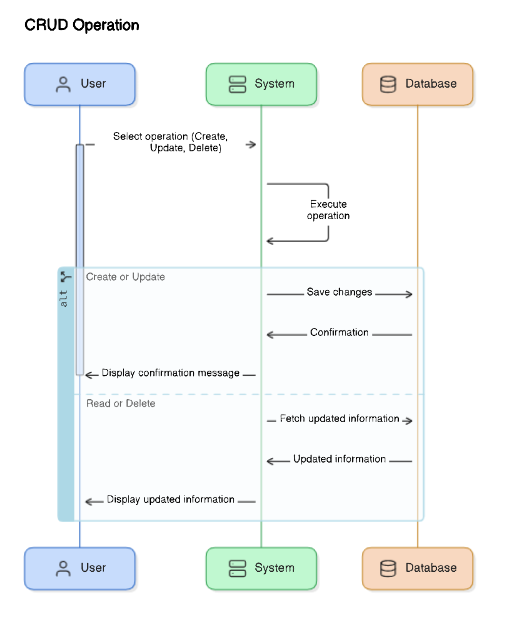 CRUD Operation
User
System
Database
Select operation (Create,
Update, Delete)
Execute
operation
alt
Create or Update
Save changes
Confirmation
Display confirmation message
Read or Delete
Fetch updated information
Updated information
Display updated information
User
System
Database